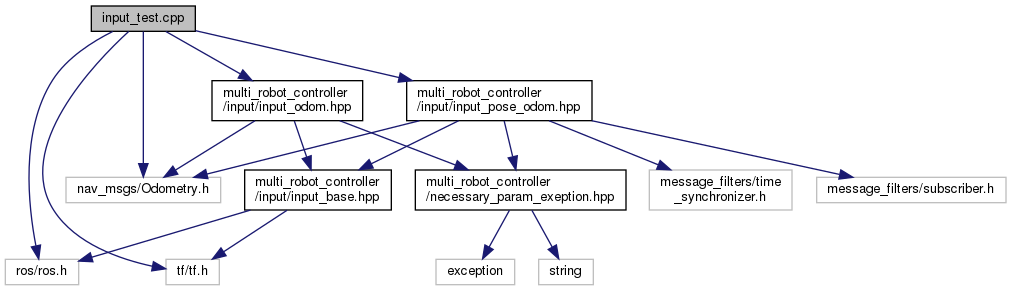 input_test.cpp
multi_robot_controller
/input/input_odom.hpp
multi_robot_controller
/input/input_pose_odom.hpp
nav_msgs/Odometry.h
multi_robot_controller
/input/input_base.hpp
multi_robot_controller
/necessary_param_exeption.hpp
message_filters/time
_synchronizer.h
message_filters/subscriber.h
ros/ros.h
tf/tf.h
exception
string